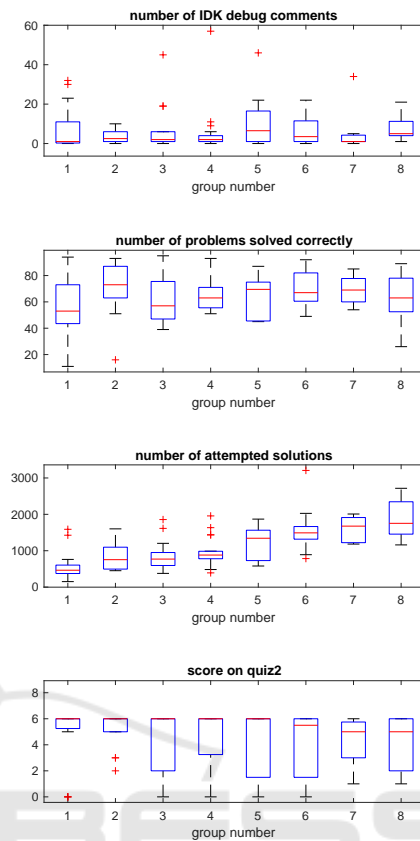 number of IDK debug comments
60
40
20
0
1 2 3 4 5 6 7 8
group number
number of problems solved correctly
80
60
40
20
1 2 3 4 5 6 7 8
group number
number of attempted solutions
3000
2000
1000
0
1 2 3 4 5 6 7 8
group number
score on quiz2
8
6
4
2
0
1 2 3 4 5 6 7 8
group number